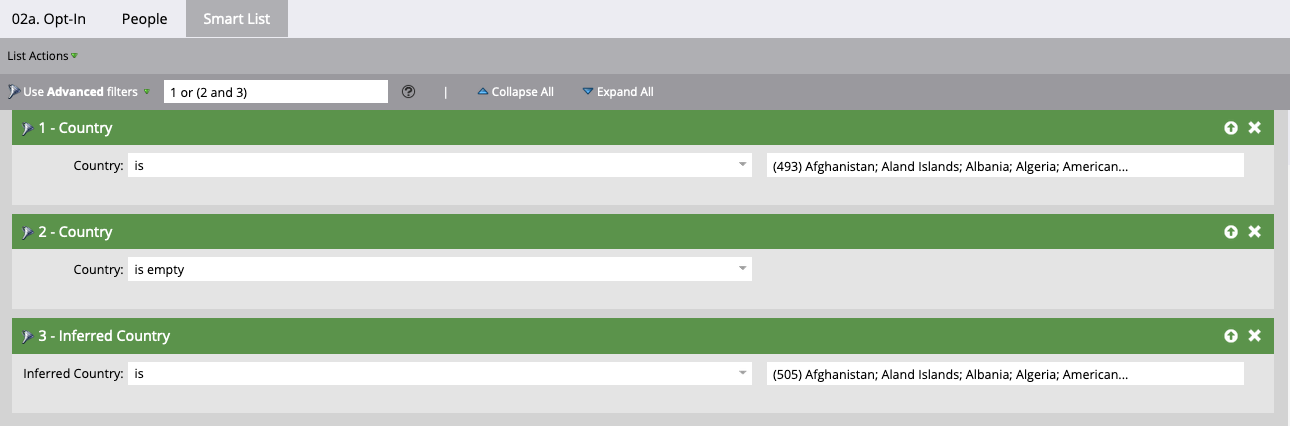 02a. Opt-In People Smart List
List Actions
Use Advanced filters 1 or (2 and 3) ? | Collapse All Expand All
1 - Country
Country: is (493) Afghanistan; Aland Islands; Albania; Algeria; American...
2 - Country
Country: is empty
3 - Inferred Country
Inferred Country: is (505) Afghanistan; Aland Islands; Albania; Algeria; American...